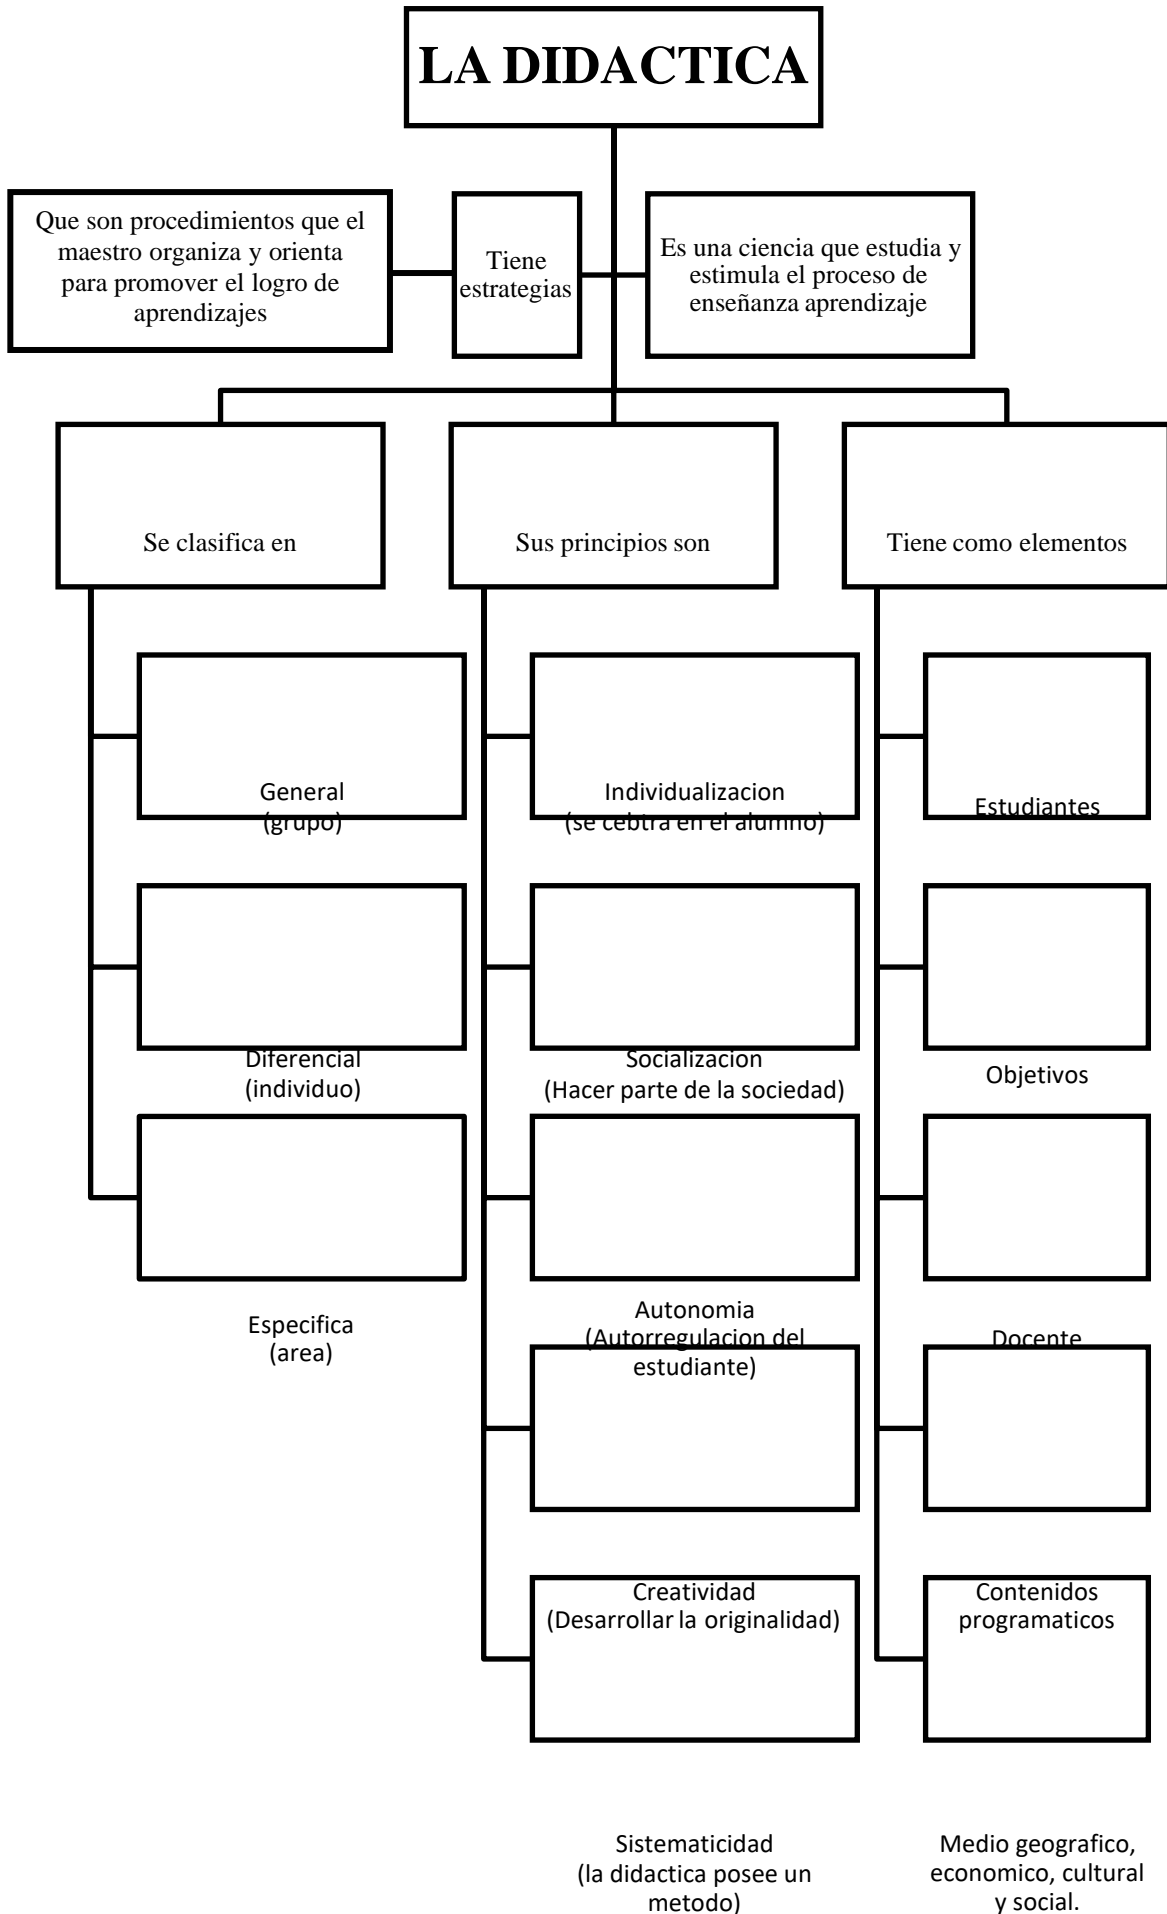 LA DIDACTICA
Que son procedimientos que el
maestro organiza y orienta
para promover el logro de
aprendizajes
Tiene
estrategias
Es una ciencia que estudia y
estimula el proceso de
enseñanza aprendizaje
Se clasifica en
Sus principios son
Tiene como elementos
General
(grupo)
Individualizacion
(se cebtra en el alumno)
Estudiantes
Diferencial
(individuo)
Socializacion
(Hacer parte de la sociedad)
Objetivos
Especifica
(area)
Autonomia
(Autorregulacion del
estudiante)
Docente
Creatividad
(Desarrollar la originalidad)
Contenidos
programaticos
Sistematicidad
(la didactica posee un
metodo)
Medio geografico,
economico, cultural
y social.